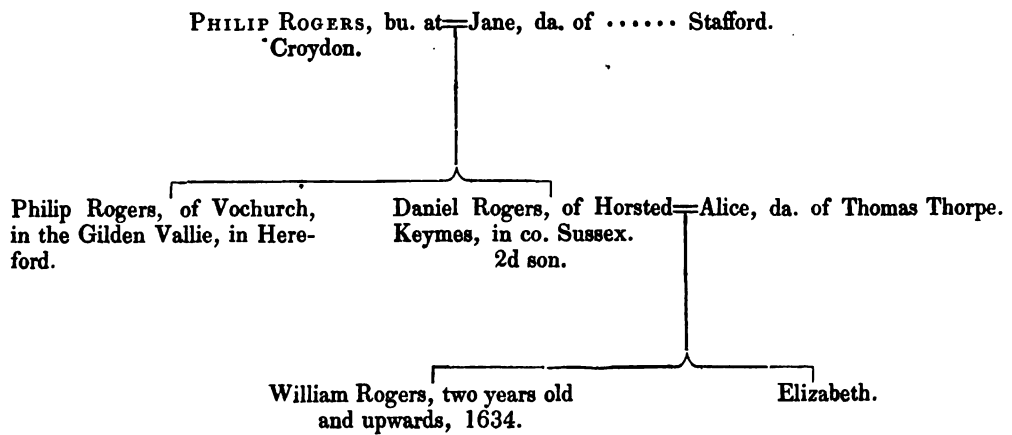 PHILIP ROGERS, bu. at=Jane, da. of ······ Stafford.
Croydon.
Philip Rogers, of Vochurch,
in the Gilden Vallie, in Here-
ford.
Daniel Rogers, of Horsted=Alice, da. of Thomas Thorpe.
Keymes, in co. Sussex.
2d son.
William Rogers, two years old
and upwards, 1634.
Elizabeth.